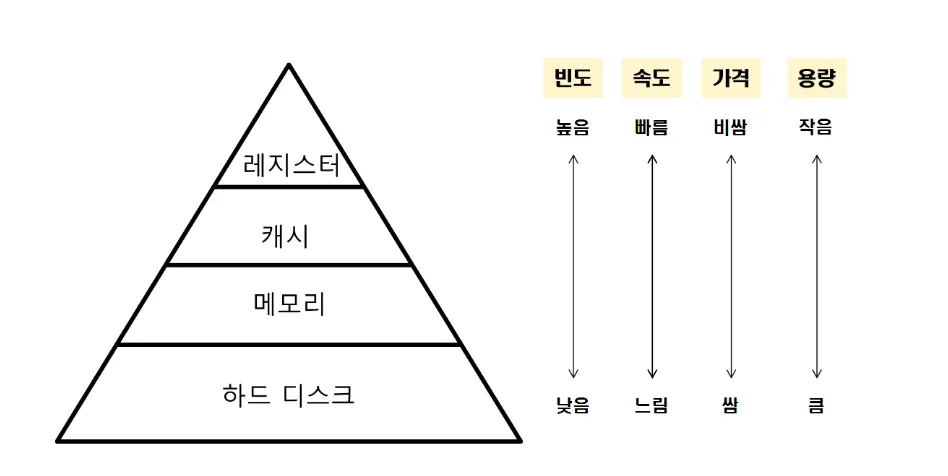 빈도 속도 가격 용량
높음 빠름 비쌈 작음
레지스터
캐시
메모리
하드 디스크
낮음 느림 쌈 큼